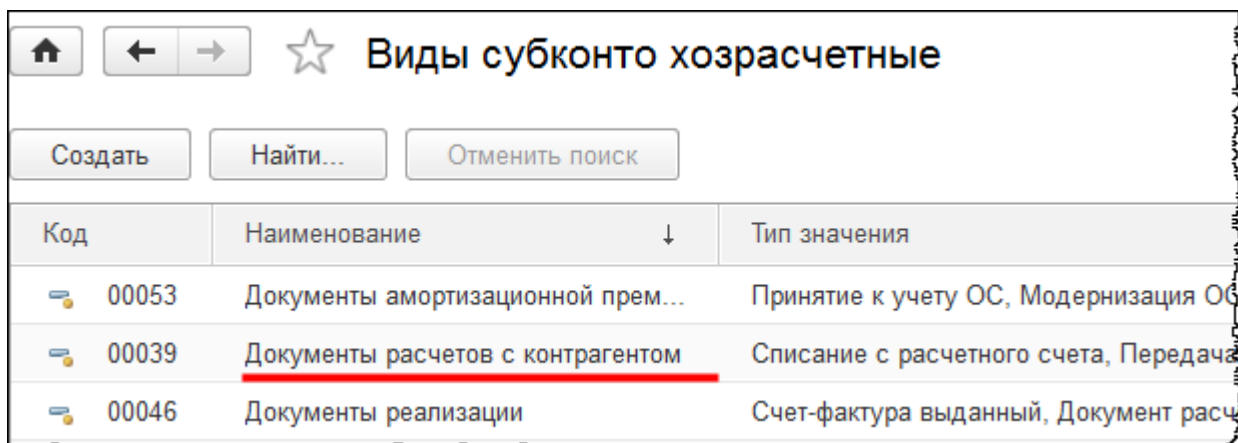 Виды субконто хозрасчетные
Создать Найти... Отменить поиск
Код Наименование ↓ Тип значения
00053 Документы амортизационной прем... Принятие к учету ОС, Модернизация ОС
00039 Документы расчетов с контрагентом Списание с расчетного счета, Передача
00046 Документы реализации Счет-фактура выданный, Документ расч